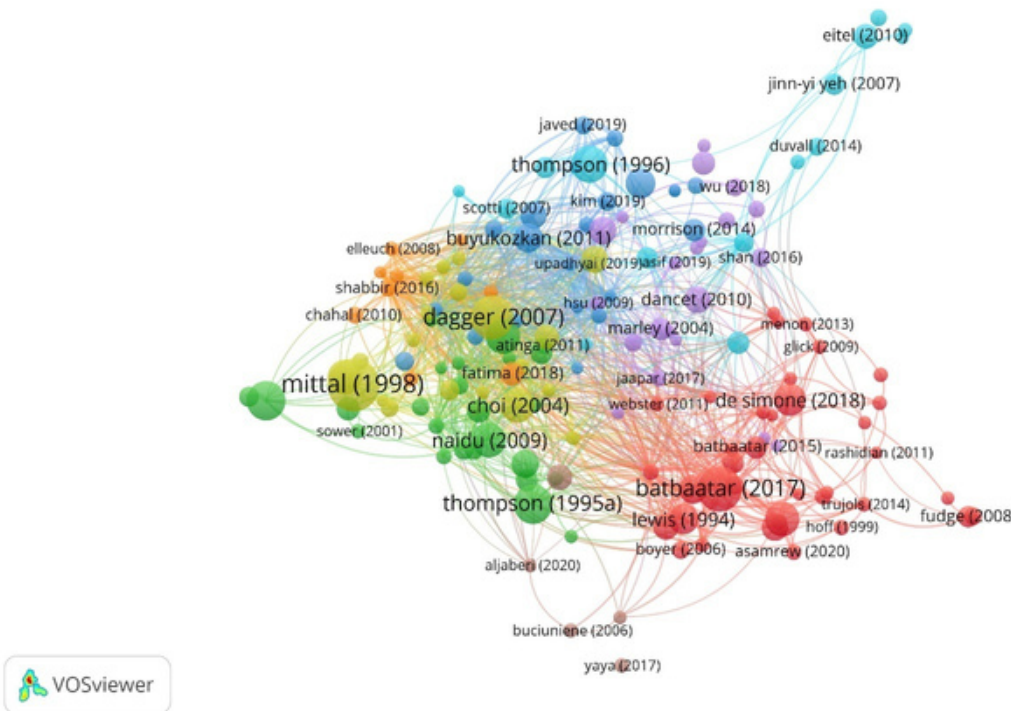 eitel (2010)
jinn-yi yeh (2007)
javed (2019)
duvall (2014)
thompson (1996)
wu (2018)
kim (2019)
scotti (2007)
morrison (2014)
buyukozkan (2011)
elleuch (2008)
upadhyai (2019)
asif (2019)
shan (2016)
shabbir (2016)
hsu (2009)
dancet (2010)
chahal (2010)
dagger (2007)
menon (2013)
marley (2004)
atinga (2011)
glick (2009)
fatima (2018)
jaapar (2017)
mittal (1998)
de simone (2018)
webster (2011)
choi (2004)
sower (2001)
naidu (2009)
batbaatar (2015)
rashidian (2011)
batbaatar (2017)
thompson (1995a)
trujols (2014)
fudge (2008
lewis (1994)
hoff (1999)
boyer (2006)
asamrew (2020)
aljaberi (2020)
buciuniene (2006)
yaya (2017)
VOSviewer